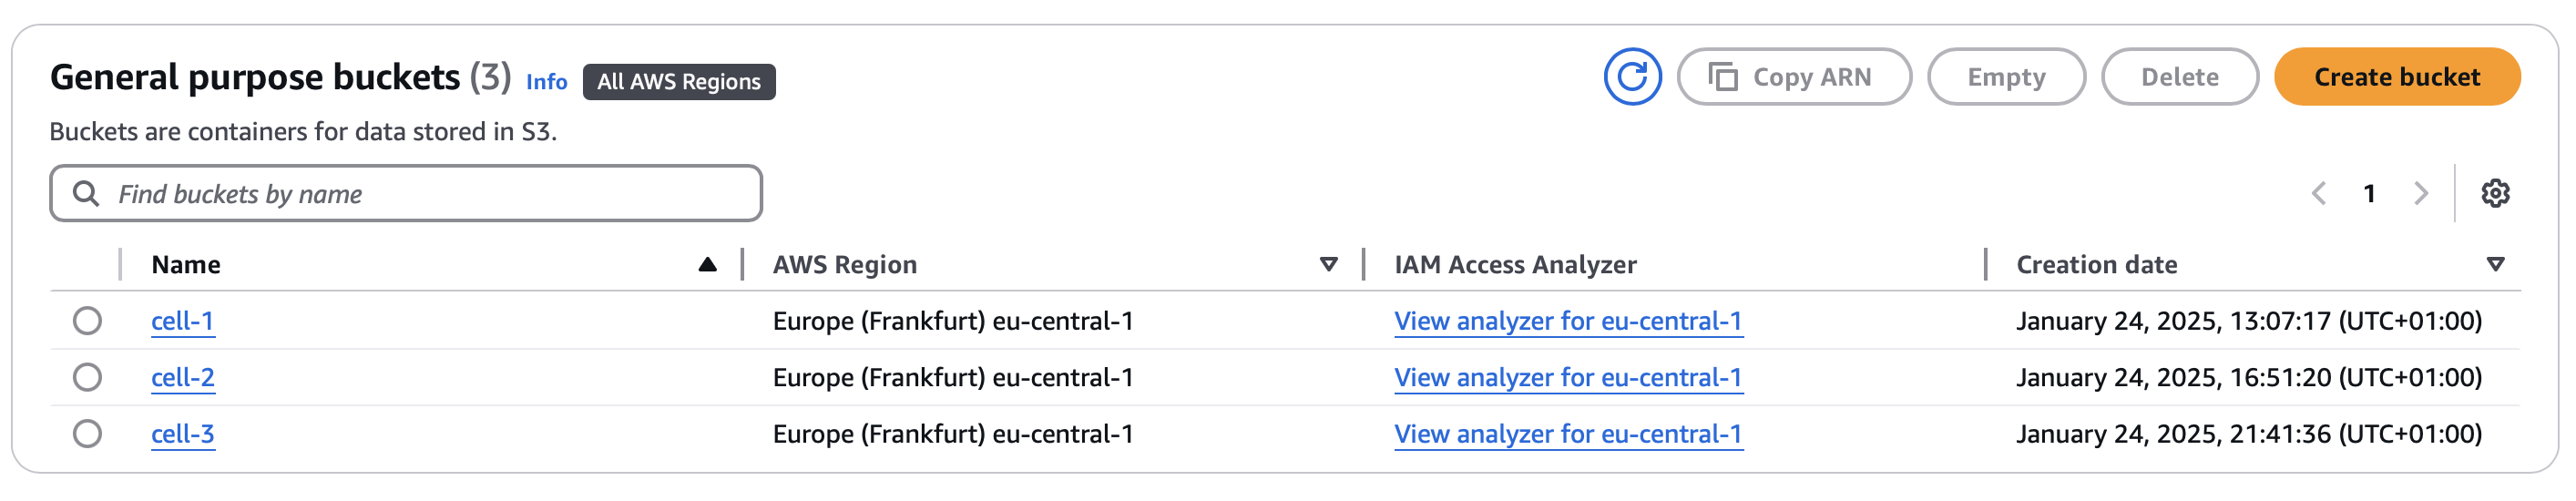 General purpose buckets (3) Info All AWS Regions Copy ARN Empty Delete Create bucket
Buckets are containers for data stored in S3.
Find buckets by name 1
Name AWS Region IAM Access Analyzer Creation date
cell-1 Europe (Frankfurt) eu-central-1 View analyzer for eu-central-1 January 24, 2025, 13:07:17 (UTC+01:00)
cell-2 Europe (Frankfurt) eu-central-1 View analyzer for eu-central-1 January 24, 2025, 16:51:20 (UTC+01:00)
cell-3 Europe (Frankfurt) eu-central-1 View analyzer for eu-central-1 January 24, 2025, 21:41:36 (UTC+01:00)